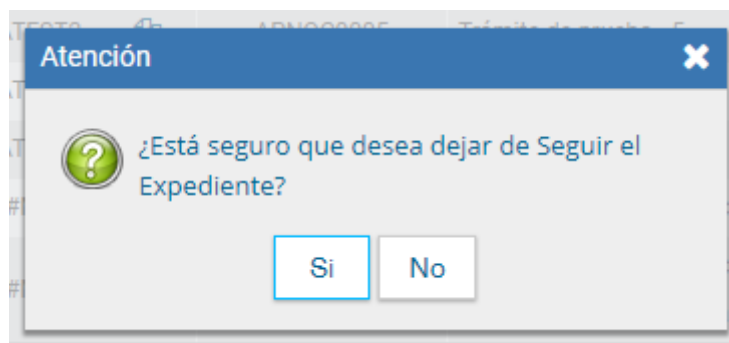 Atención
¿Está seguro que desea dejar de Seguir el
Expediente?
Si
No